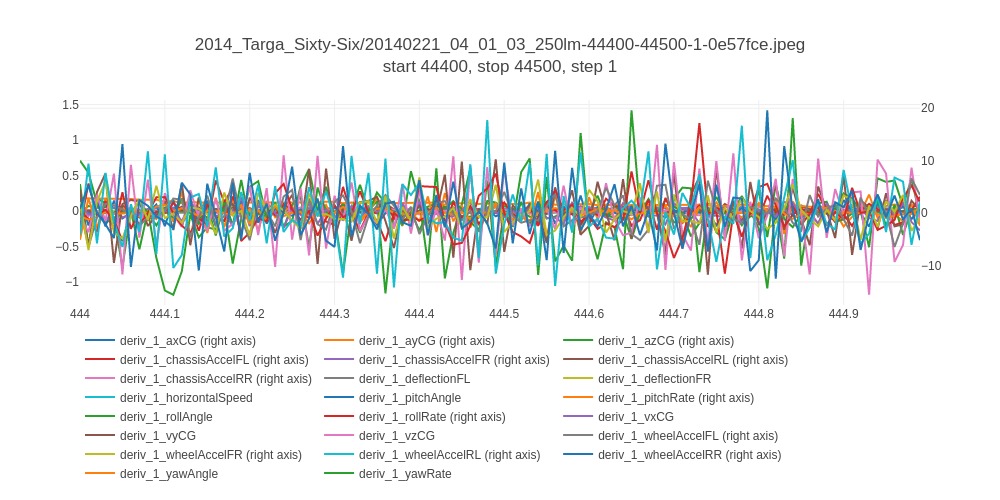 2014_Targa_Sixty-Six/20140221_04_01_03_250lm-44400-44500-1-0e57fce.jpeg
start 44400, stop 44500, step 1
1.5
1
0.5
0
−0.5
−1
20
10
0
−10
444 444.1 444.2 444.3 444.4 444.5 444.6 444.7 444.8 444.9
deriv_1_axCG (right axis) deriv_1_ayCG (right axis) deriv_1_azCG (right axis)
deriv_1_chassisAccelFL (right axis) deriv_1_chassisAccelFR (right axis) deriv_1_chassisAccelRL (right axis)
deriv_1_chassisAccelRR (right axis) deriv_1_deflectionFL deriv_1_deflectionFR
deriv_1_horizontalSpeed deriv_1_pitchAngle deriv_1_pitchRate (right axis)
deriv_1_rollAngle deriv_1_rollRate (right axis) deriv_1_vxCG
deriv_1_vyCG deriv_1_vzCG deriv_1_wheelAccelFL (right axis)
deriv_1_wheelAccelFR (right axis) deriv_1_wheelAccelRL (right axis) deriv_1_wheelAccelRR (right axis)
deriv_1_yawAngle deriv_1_yawRate